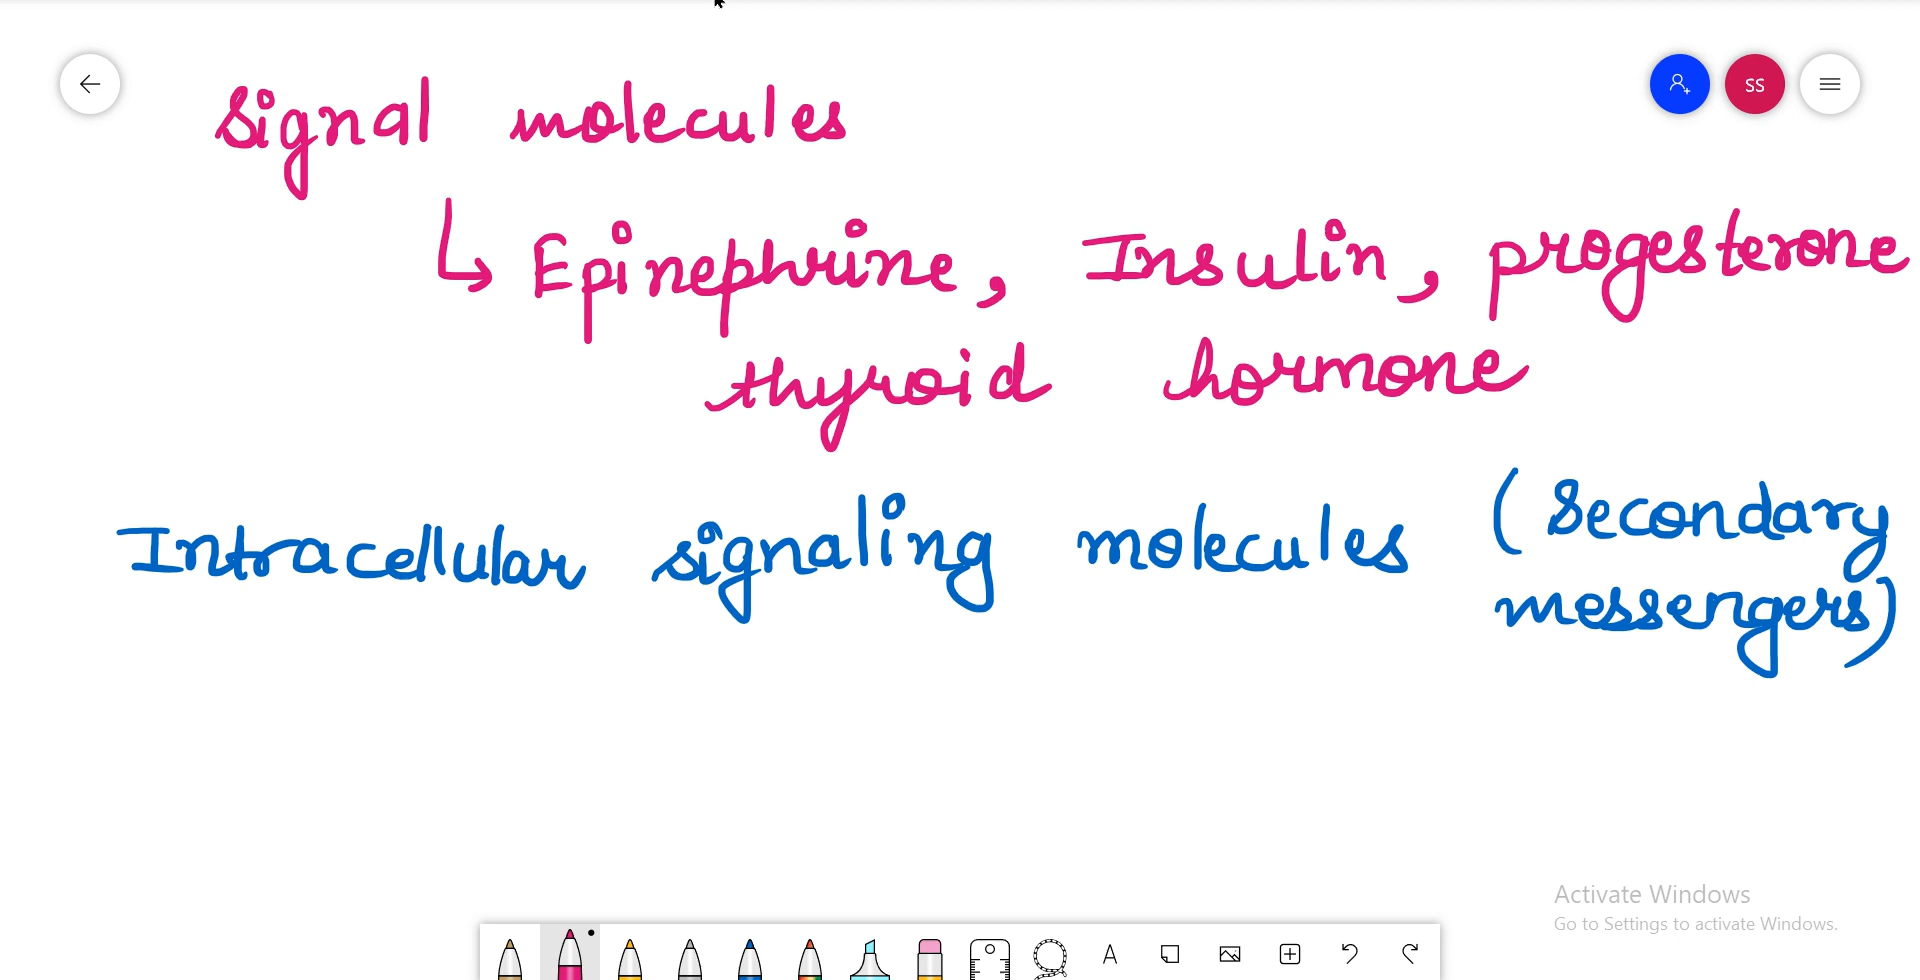 SS
Signal molecules
↳ Epinephrine, Insulin, progesterone
thyroid hormone
Intracellular signaling molecules (Secondary
messengers)
Activate Windows
Go to Settings to activate Windows.
A